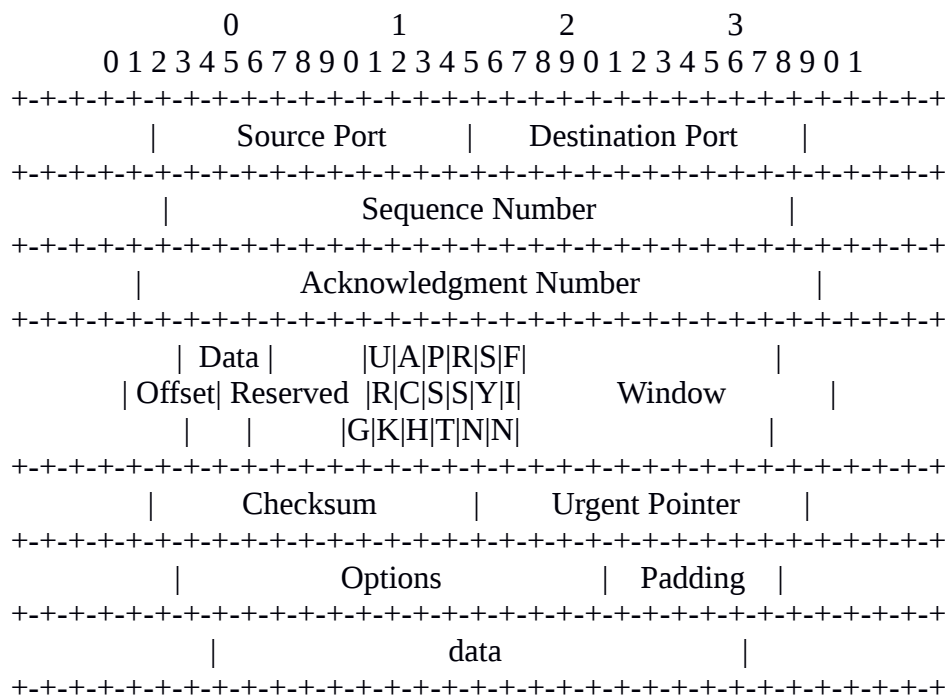 0 1 2 3
0 1 2 3 4 5 6 7 8 9 0 1 2 3 4 5 6 7 8 9 0 1 2 3 4 5 6 7 8 9 0 1
+-+-+-+-+-+-+-+-+-+-+-+-+-+-+-+-+-+-+-+-+-+-+-+-+-+-+-+-+-+-+-+-+
| Source Port | Destination Port |
+-+-+-+-+-+-+-+-+-+-+-+-+-+-+-+-+-+-+-+-+-+-+-+-+-+-+-+-+-+-+-+-+
| Sequence Number |
+-+-+-+-+-+-+-+-+-+-+-+-+-+-+-+-+-+-+-+-+-+-+-+-+-+-+-+-+-+-+-+-+
| Acknowledgment Number |
+-+-+-+-+-+-+-+-+-+-+-+-+-+-+-+-+-+-+-+-+-+-+-+-+-+-+-+-+-+-+-+-+
| Data | |U|A|P|R|S|F| |
| Offset| Reserved |R|C|S|S|Y|I| Window |
| | |G|K|H|T|N|N| |
+-+-+-+-+-+-+-+-+-+-+-+-+-+-+-+-+-+-+-+-+-+-+-+-+-+-+-+-+-+-+-+-+
| Checksum | Urgent Pointer |
+-+-+-+-+-+-+-+-+-+-+-+-+-+-+-+-+-+-+-+-+-+-+-+-+-+-+-+-+-+-+-+-+
| Options | Padding |
+-+-+-+-+-+-+-+-+-+-+-+-+-+-+-+-+-+-+-+-+-+-+-+-+-+-+-+-+-+-+-+-+
| data |
+-+-+-+-+-+-+-+-+-+-+-+-+-+-+-+-+-+-+-+-+-+-+-+-+-+-+-+-+-+-+-+-+